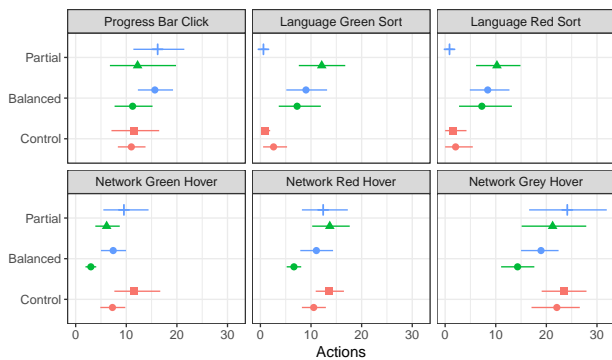 Progress Bar Click Language Green Sort Language Red Sort
Partial
Balanced
Control
Network Green Hover Network Red Hover Network Grey Hover
Partial
Balanced
Control
0 10 20 30 0 10 20 30 0 10 20 30
Actions